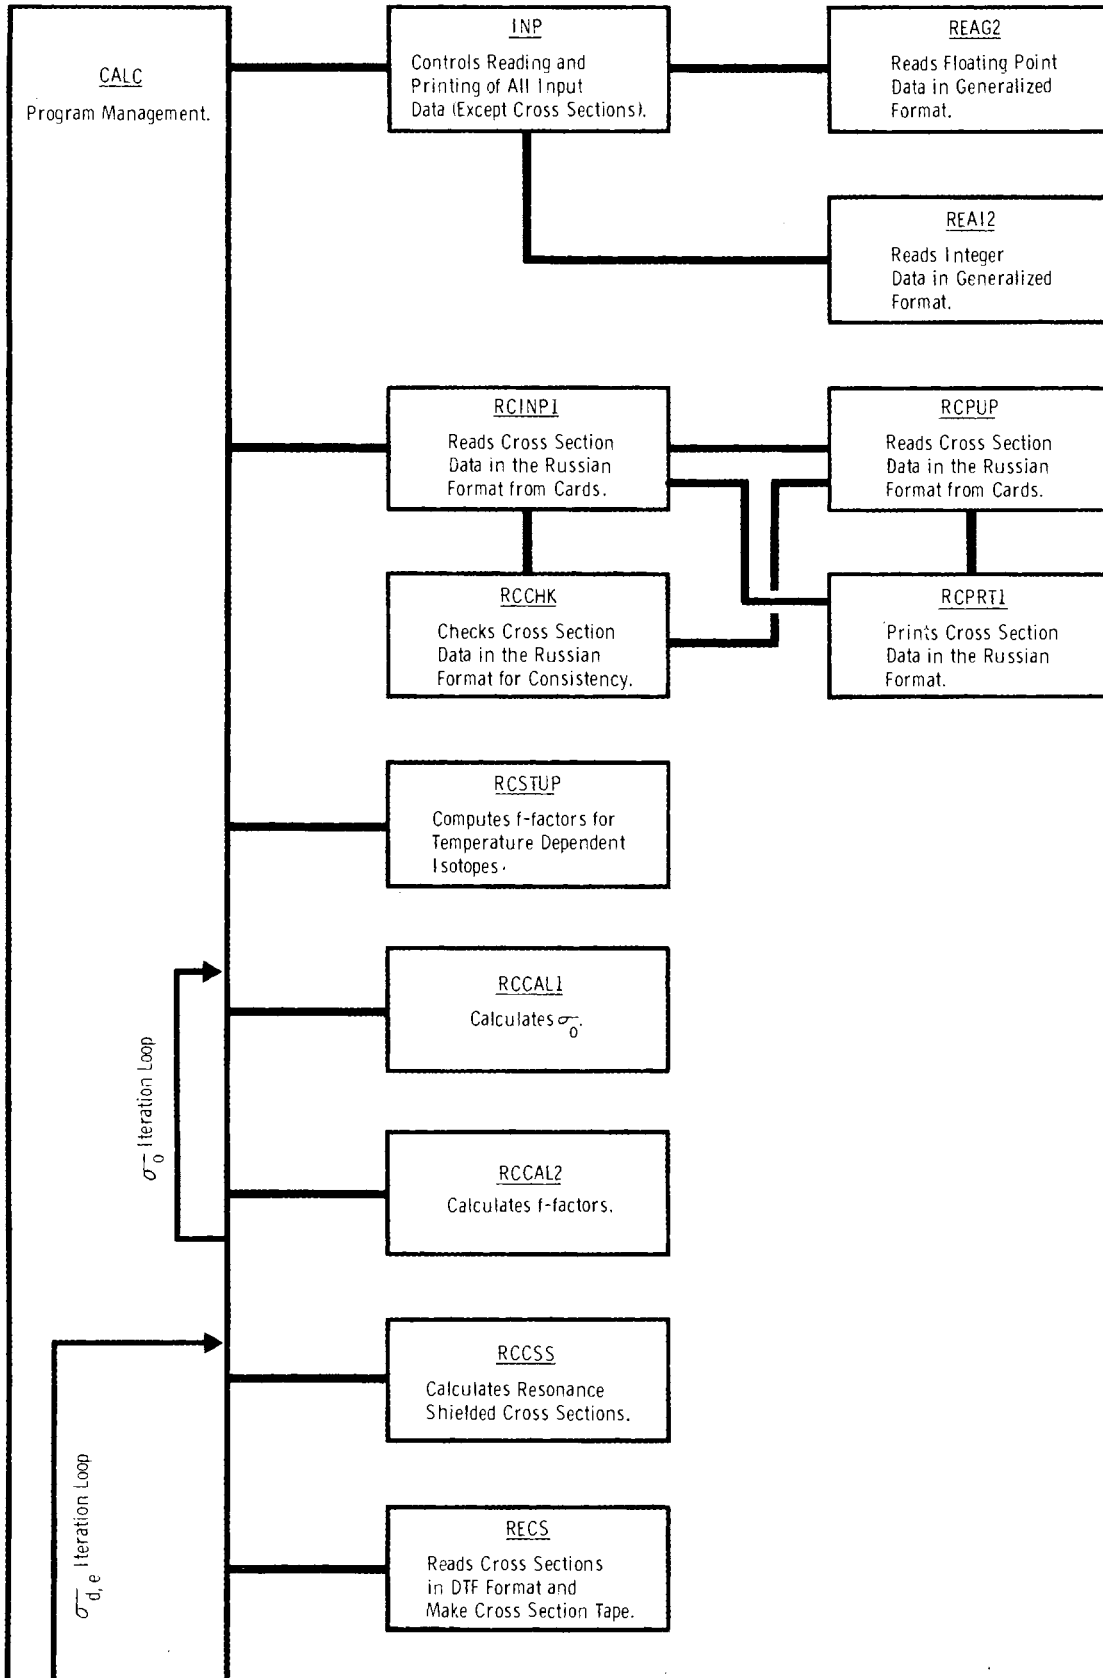 CALC
Program Management.
INP
Controls Reading and
Printing of All Input
Data (Except Cross Sections).
REAG2
Reads Floating Point
Data in Generalized
Format.
REAI2
Reads Integer
Data in Generalized
Format.
RCINP1
Reads Cross Section
Data in the Russian
Format from Cards.
RCPUP
Reads Cross Section
Data in the Russian
Format from Cards.
RCCHK
Checks Cross Section
Data in the Russian
Format for Consistency.
RCPRT1
Prints Cross Section
Data in the Russian
Format.
RCSTUP
Computes f-factors for
Temperature Dependent
Isotopes.
RCCAL1
Calculates σ0.
σ0 Iteration Loop
RCCAL2
Calculates f-factors.
RCCSS
Calculates Resonance
Shielded Cross Sections.
σd,e Iteration Loop
RECS
Reads Cross Sections
in DTF Format and
Make Cross Section Tape.